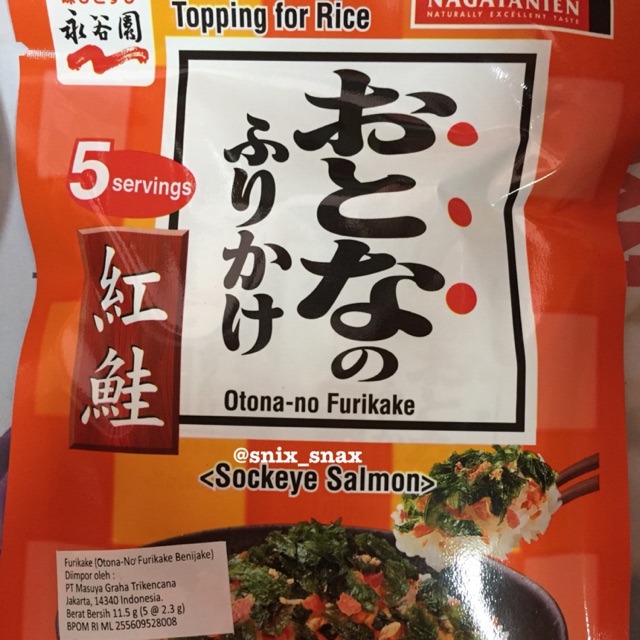 Topping for Rice
NAGATANIEN
NATURALLY EXCELLENT TASTE
永谷園
おとなの
ふりかけ
5 servings
紅鮭
Otona-no Furikake
@snix_snax
<Sockeye Salmon>
Furikake (Otona-No Furikake Benijake)
Diimpor oleh :
PT Masuya Graha Trikencana
Jakarta, 14340 Indonesia.
Berat Bersih 11.5 g (5 @ 2.3 g)
BPOM RI ML 255609528008